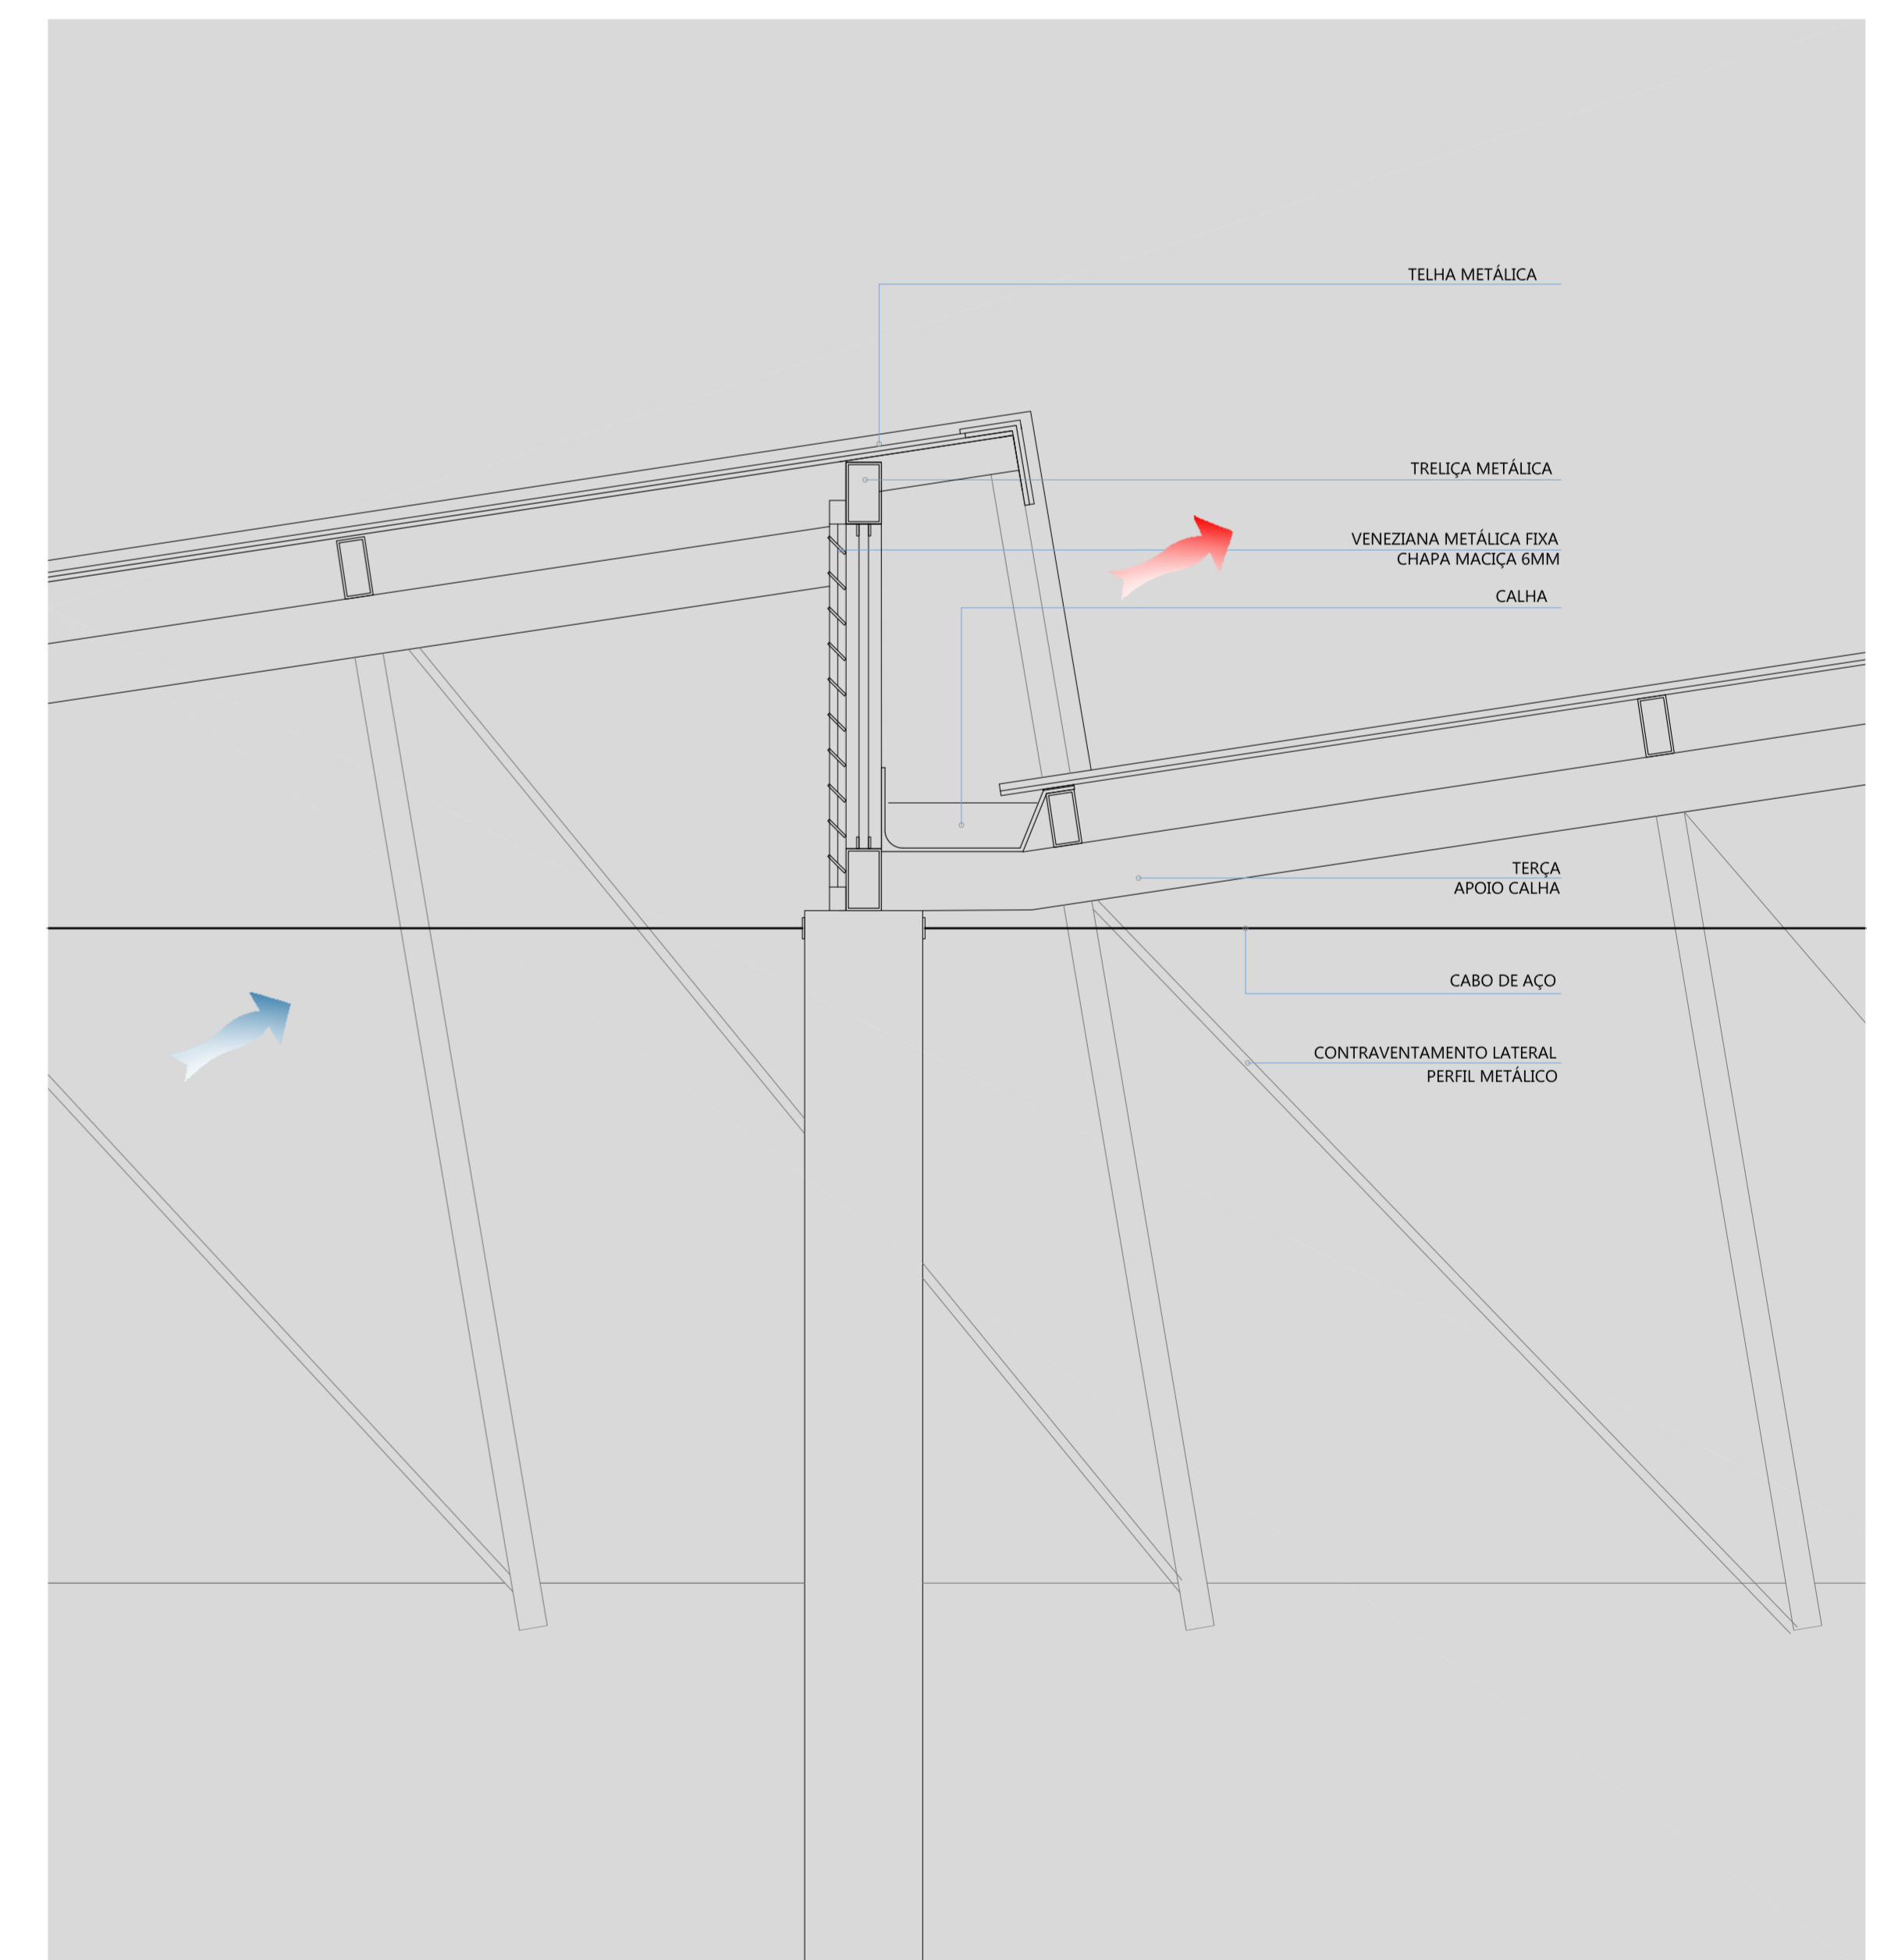 TELHA METÁLICA
TRELIÇA METÁLICA
VENEZIANA METÁLICA FIXA
CHAPA MACIÇA 6MM
CALHA
TERÇA
APOIO CALHA
CABO DE AÇO
CONTRAVENTAMENTO LATERAL
PERFIL METÁLICO